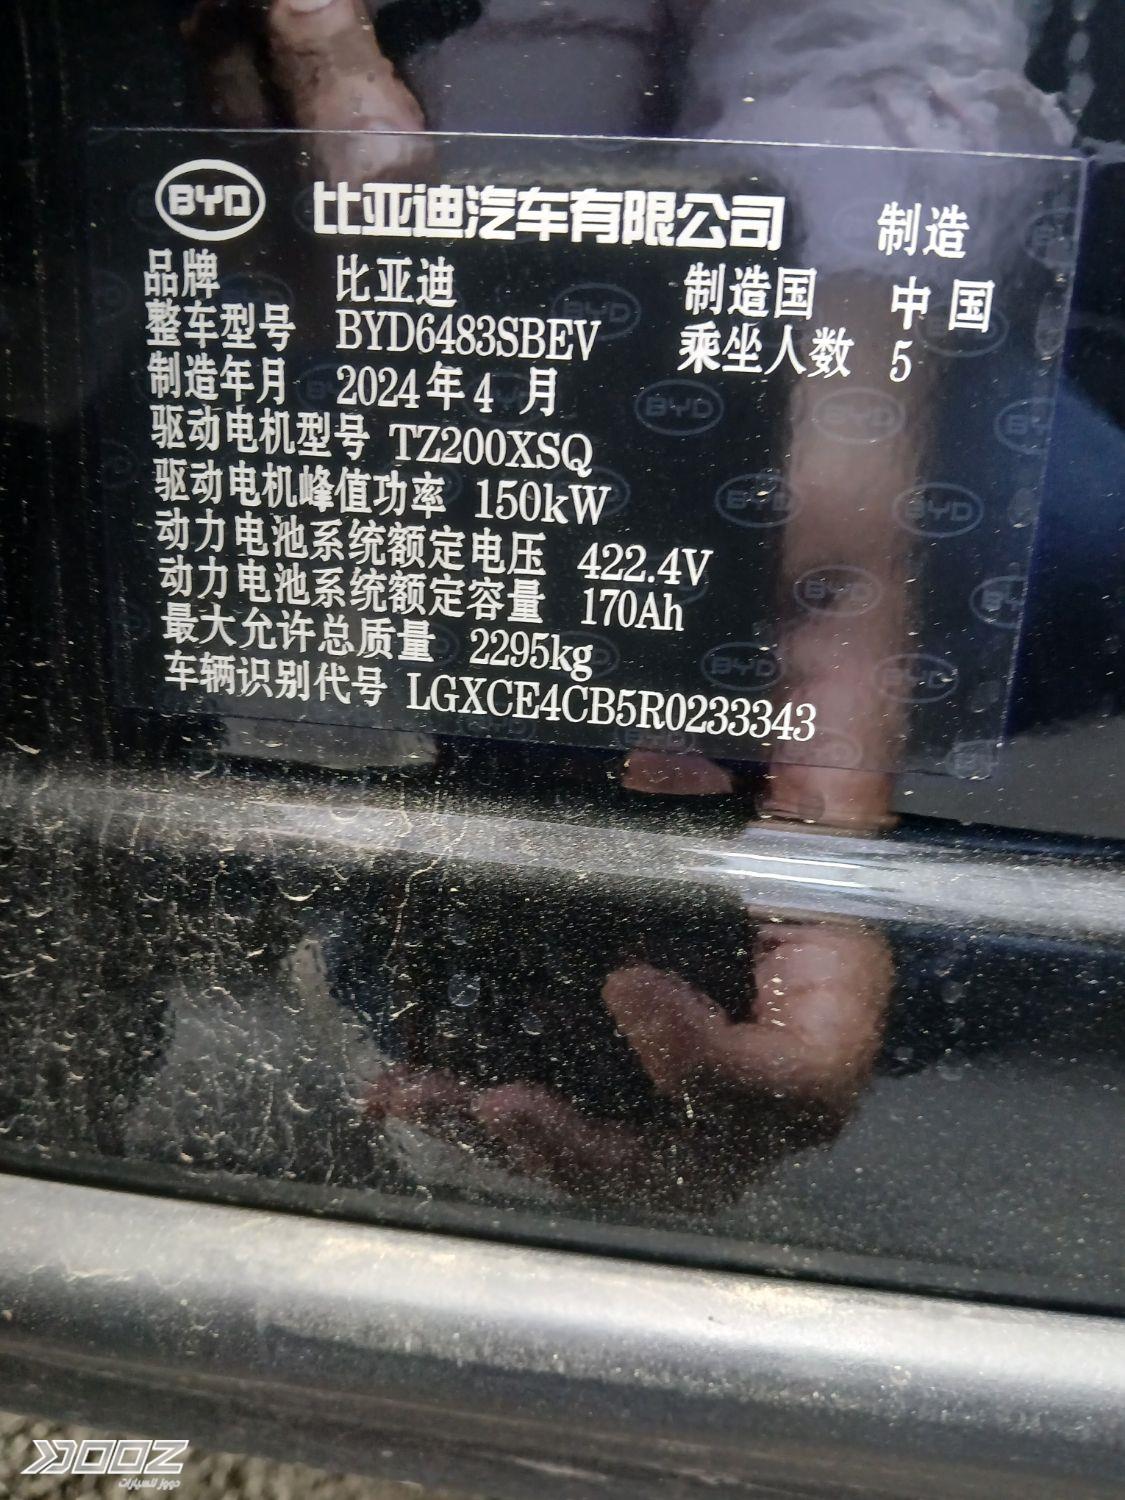 BYD 比亚迪汽车有限公司 制造
品牌 比亚迪 制造国 中国
整车型号 BYD6483SBEV 乘坐人数 5
制造年月 2024年4月
驱动电机型号 TZ200XSQ
驱动电机峰值功率 150kW
动力电池系统额定电压 422.4V
动力电池系统额定容量 170Ah
最大允许总质量 2295kg
车辆识别代号 LGXCE4CB5R0233343
DOOZ
دووز للسيارات